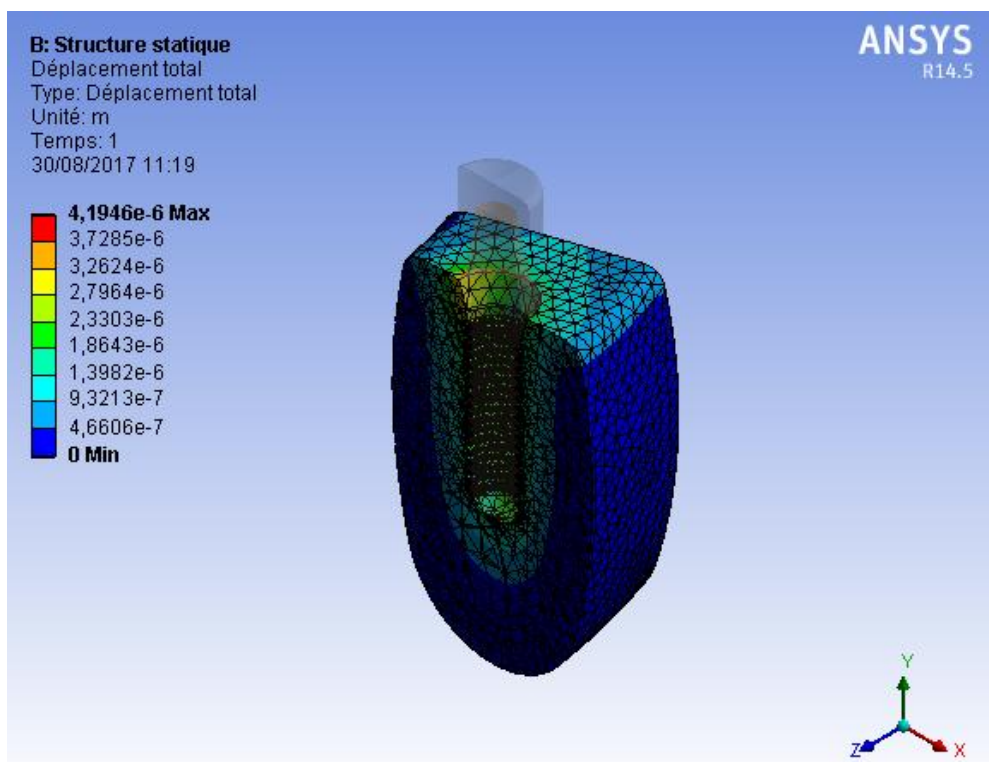 B: Structure statique
Déplacement total
Type: Déplacement total
Unité: m
Temps: 1
30/08/2017 11:19
4,1946e-6 Max
3,7285e-6
3,2624e-6
2,7964e-6
2,3303e-6
1,8643e-6
1,3982e-6
9,3213e-7
4,6606e-7
0 Min
ANSYS
R14.5
Y
Z
X